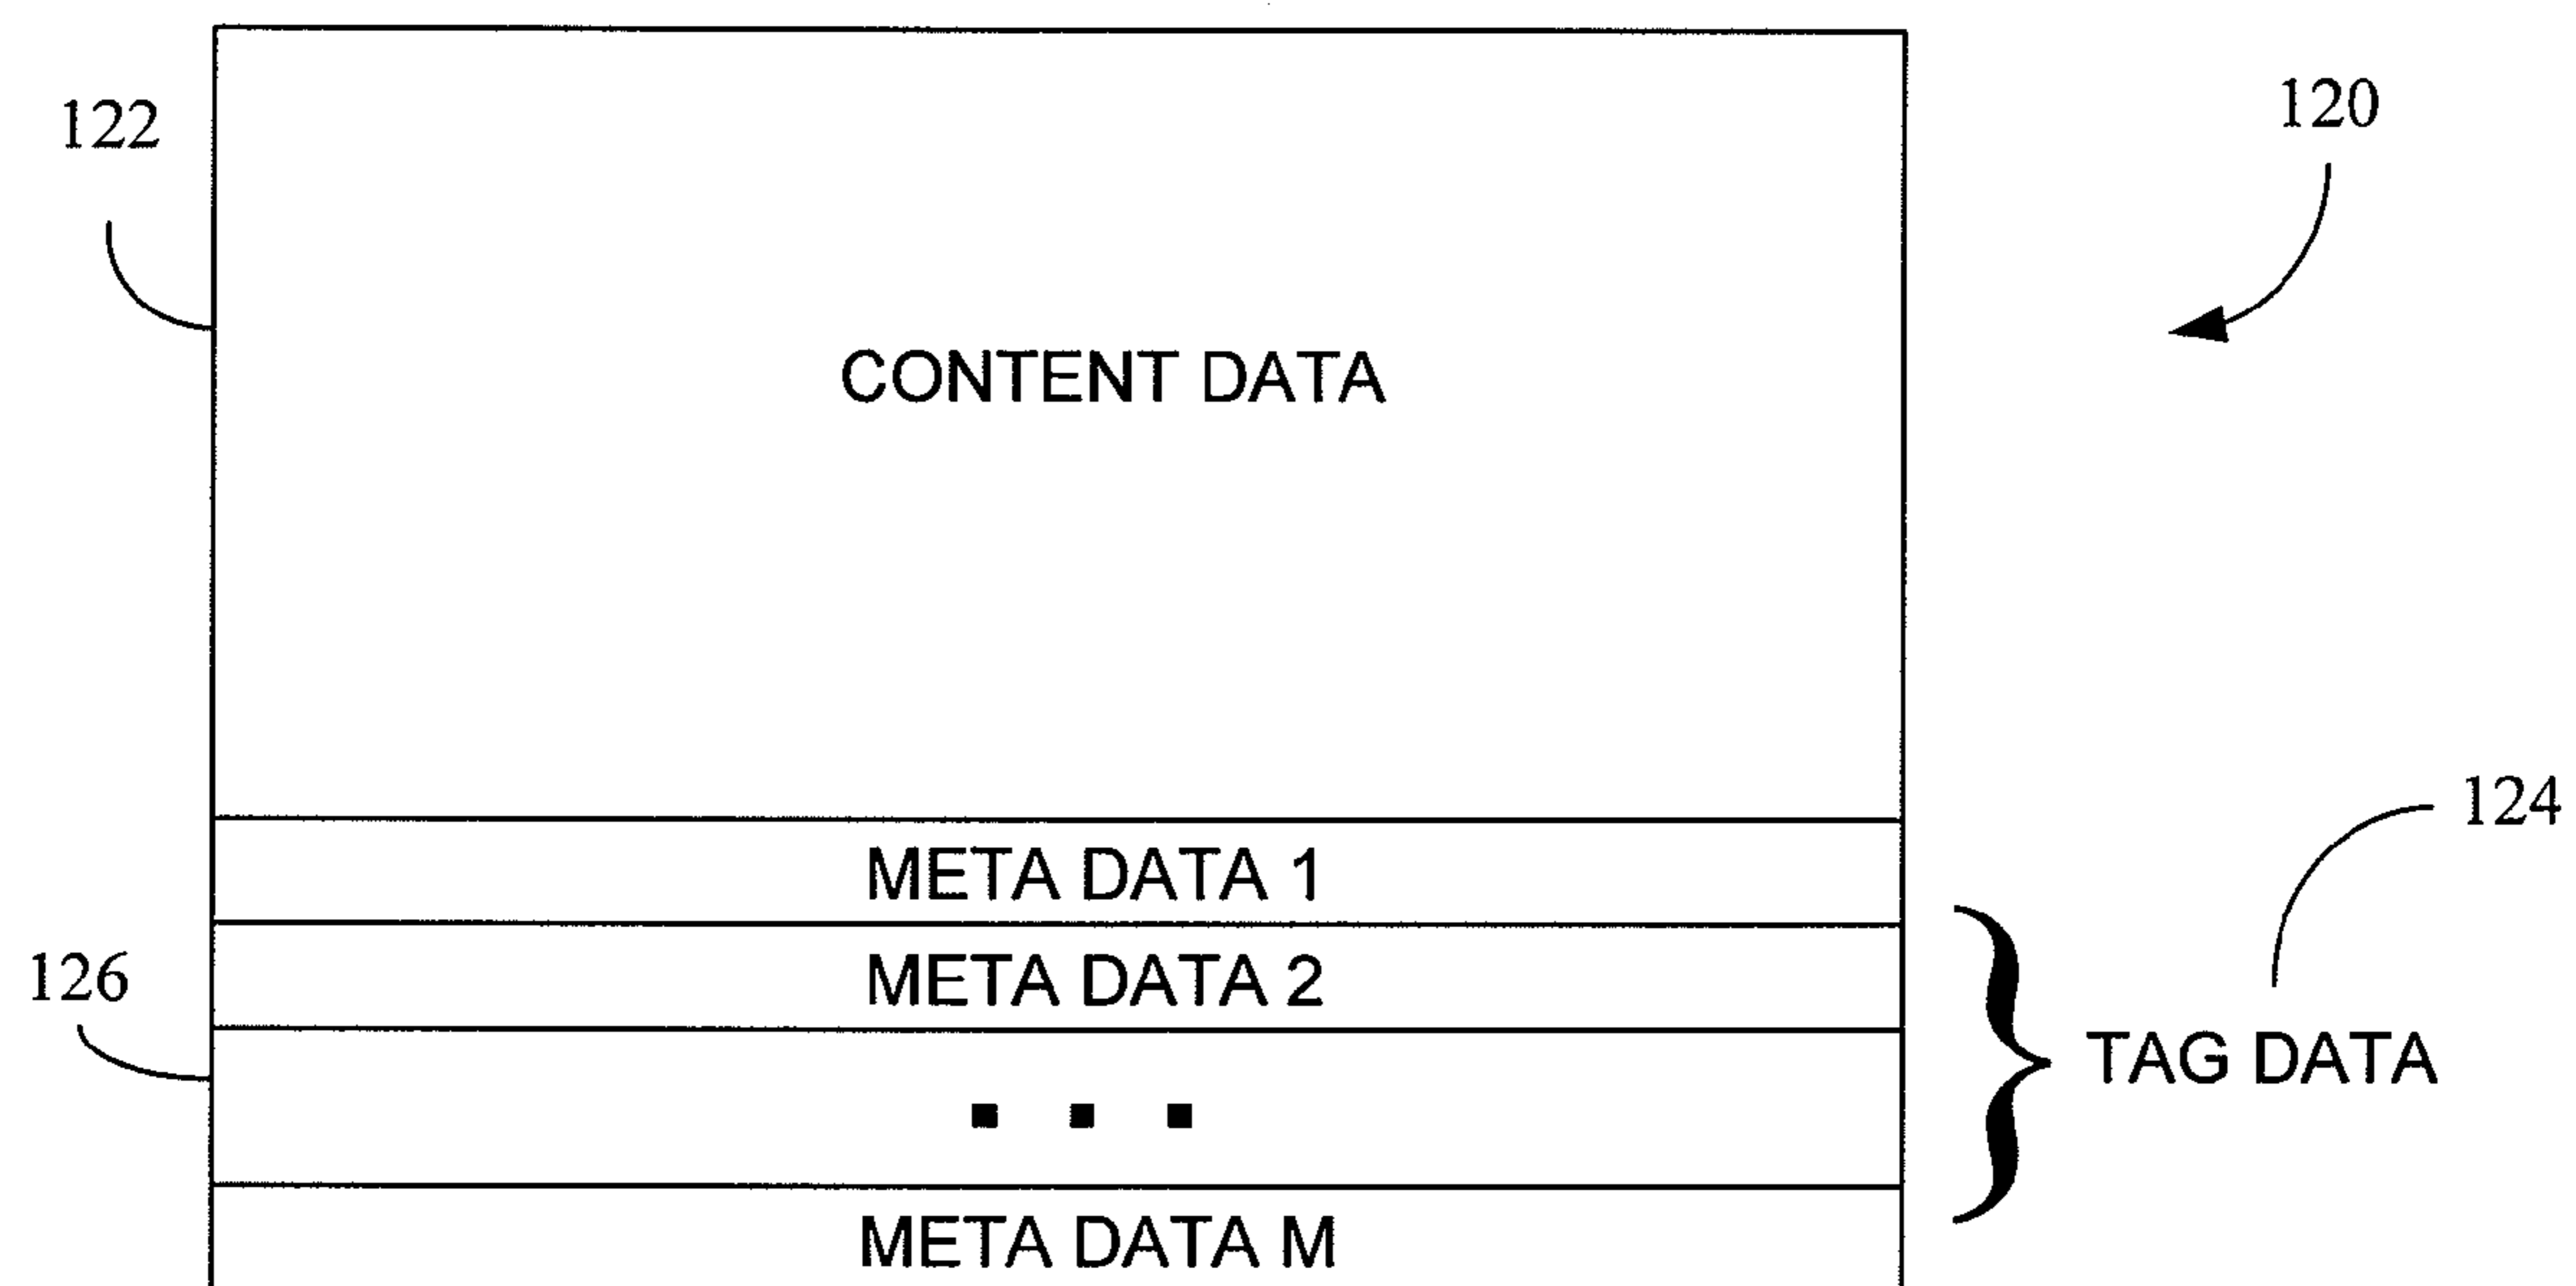 122
120
CONTENT DATA
124
META DATA 1
126
META DATA 2
TAG DATA
META DATA M